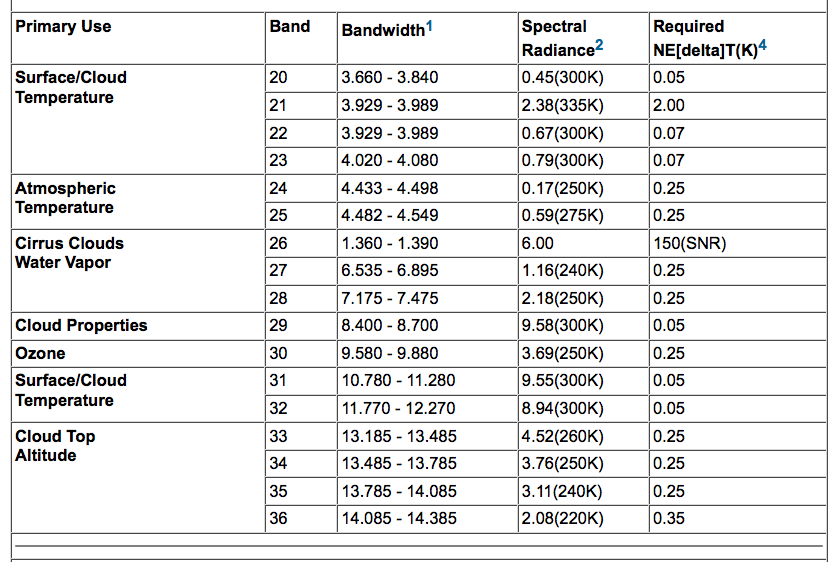 Primary Use Band Bandwidth1 Spectral Radiance2 Required NE[delta]T(K)4
Surface/Cloud Temperature 20 3.660 - 3.840 0.45(300K) 0.05
21 3.929 - 3.989 2.38(335K) 2.00
22 3.929 - 3.989 0.67(300K) 0.07
23 4.020 - 4.080 0.79(300K) 0.07
Atmospheric Temperature 24 4.433 - 4.498 0.17(250K) 0.25
25 4.482 - 4.549 0.59(275K) 0.25
Cirrus Clouds Water Vapor 26 1.360 - 1.390 6.00 150(SNR)
27 6.535 - 6.895 1.16(240K) 0.25
28 7.175 - 7.475 2.18(250K) 0.25
Cloud Properties 29 8.400 - 8.700 9.58(300K) 0.05
Ozone 30 9.580 - 9.880 3.69(250K) 0.25
Surface/Cloud Temperature 31 10.780 - 11.280 9.55(300K) 0.05
32 11.770 - 12.270 8.94(300K) 0.05
Cloud Top Altitude 33 13.185 - 13.485 4.52(260K) 0.25
34 13.485 - 13.785 3.76(250K) 0.25
35 13.785 - 14.085 3.11(240K) 0.25
36 14.085 - 14.385 2.08(220K) 0.35